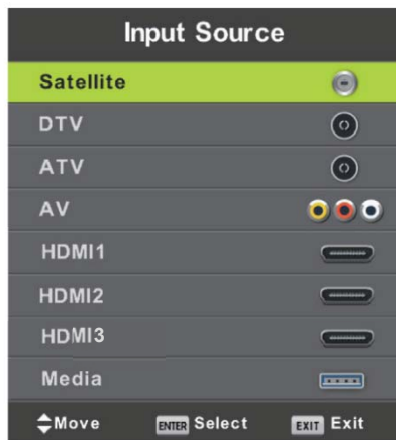 Input Source
Satellite
DTV
ATV
AV
HDMI1
HDMI2
HDMI3
Media
Move ENTER Select EXIT Exit